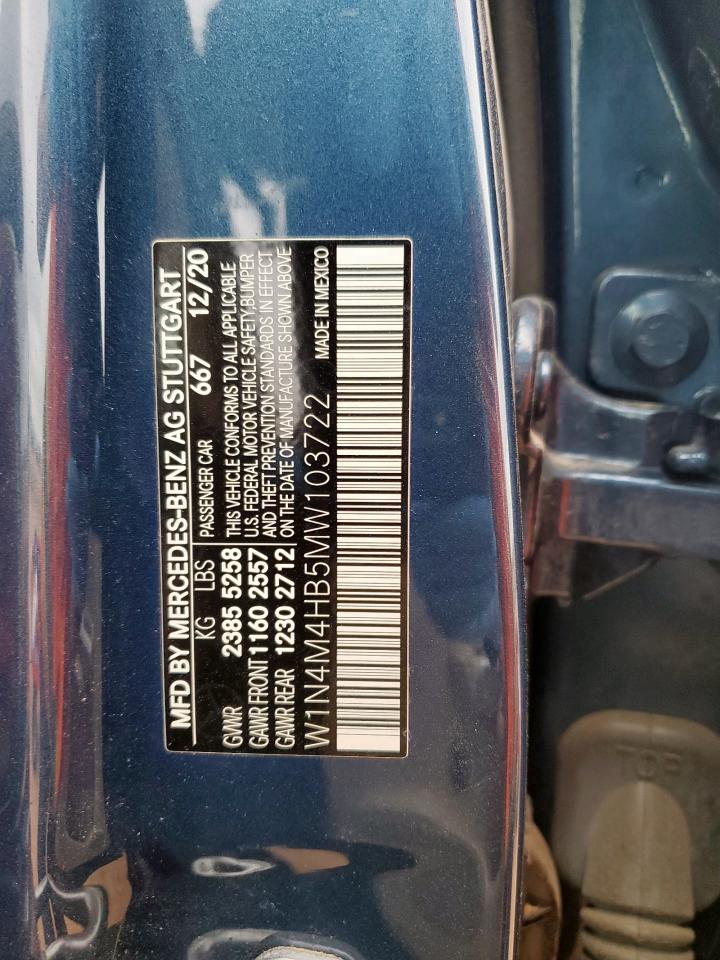 MFD BY MERCEDES-BENZ AG STUTTGART
KG LBS PASSENGER CAR 667 12/20
GVWR 2385 5258 THIS VEHICLE CONFORMS TO ALL APPLICABLE
U.S. FEDERAL MOTOR VEHICLE SAFETY, BUMPER
GAWR FRONT 1160 2557 AND THEFT PREVENTION STANDARDS IN EFFECT
GAWR REAR 1230 2712 ON THE DATE OF MANUFACTURE SHOWN ABOVE
W1N4M4HB5MW103722 MADE IN MEXICO
TOP